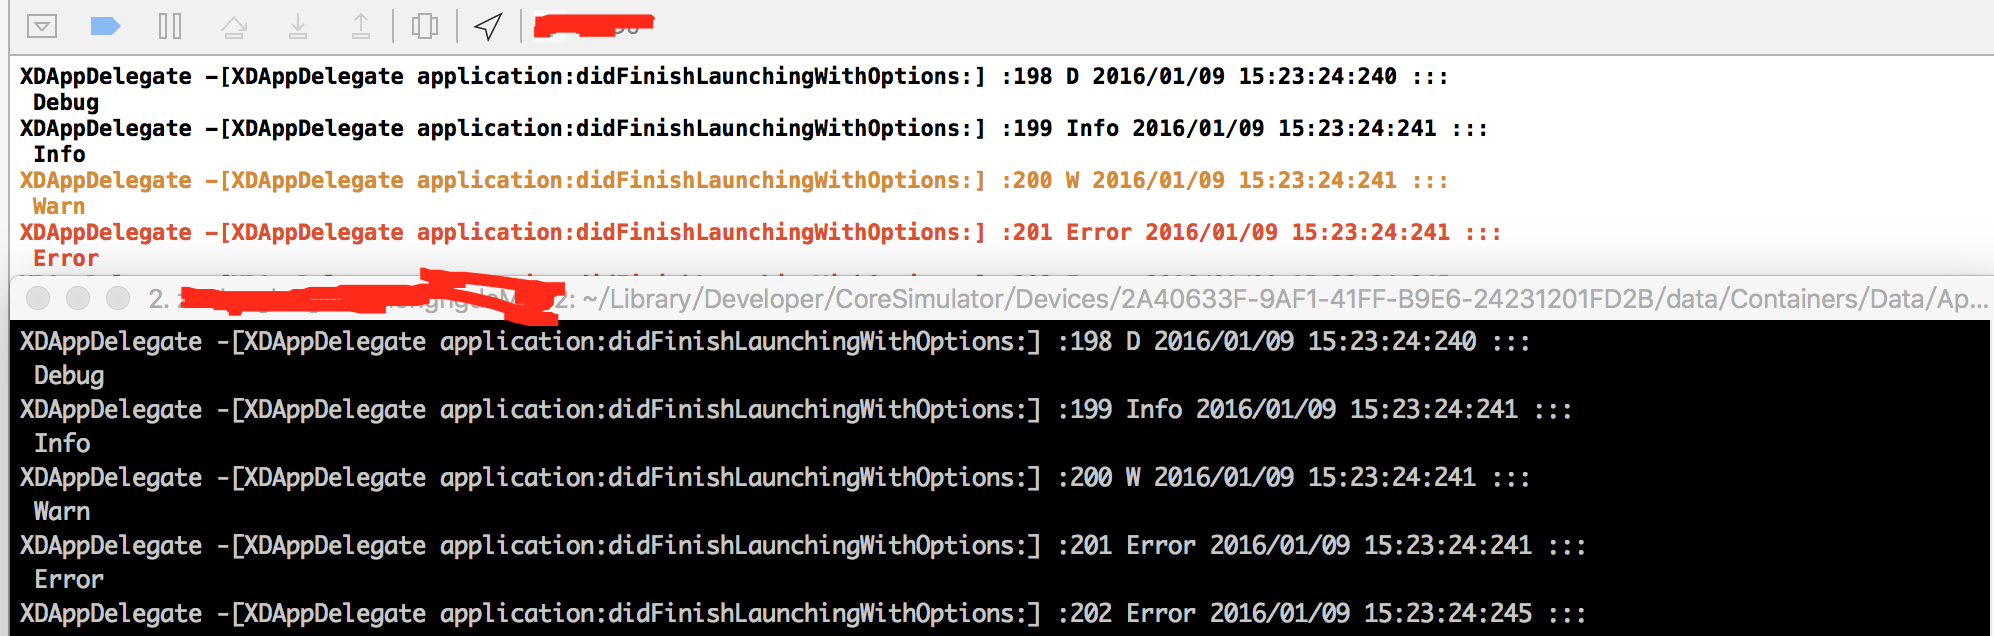 XDAppDelegate -[XDAppDelegate application:didFinishLaunchingWithOptions:] :198 D 2016/01/09 15:23:24:240 :::
Debug
XDAppDelegate -[XDAppDelegate application:didFinishLaunchingWithOptions:] :199 Info 2016/01/09 15:23:24:241 :::
Info
XDAppDelegate -[XDAppDelegate application:didFinishLaunchingWithOptions:] :200 W 2016/01/09 15:23:24:241 :::
Warn
XDAppDelegate -[XDAppDelegate application:didFinishLaunchingWithOptions:] :201 Error 2016/01/09 15:23:24:241 :::
Error
2. 2: ~/Library/Developer/CoreSimulator/Devices/2A40633F-9AF1-41FF-B9E6-24231201FD2B/data/Containers/Data/Ap...
XDAppDelegate -[XDAppDelegate application:didFinishLaunchingWithOptions:] :198 D 2016/01/09 15:23:24:240 :::
Debug
XDAppDelegate -[XDAppDelegate application:didFinishLaunchingWithOptions:] :199 Info 2016/01/09 15:23:24:241 :::
Info
XDAppDelegate -[XDAppDelegate application:didFinishLaunchingWithOptions:] :200 W 2016/01/09 15:23:24:241 :::
Warn
XDAppDelegate -[XDAppDelegate application:didFinishLaunchingWithOptions:] :201 Error 2016/01/09 15:23:24:241 :::
Error
XDAppDelegate -[XDAppDelegate application:didFinishLaunchingWithOptions:] :202 Error 2016/01/09 15:23:24:245 :::